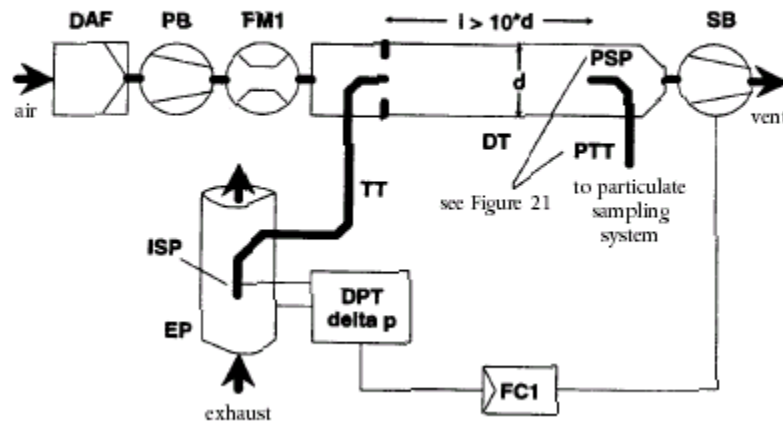 DAF
PB
FM1
l > 10*d
SB
air
d
PSP
vent
DT
PTT
TT
see Figure 21
to particulate
sampling
system
ISP
DPT
delta p
EP
FC1
exhaust